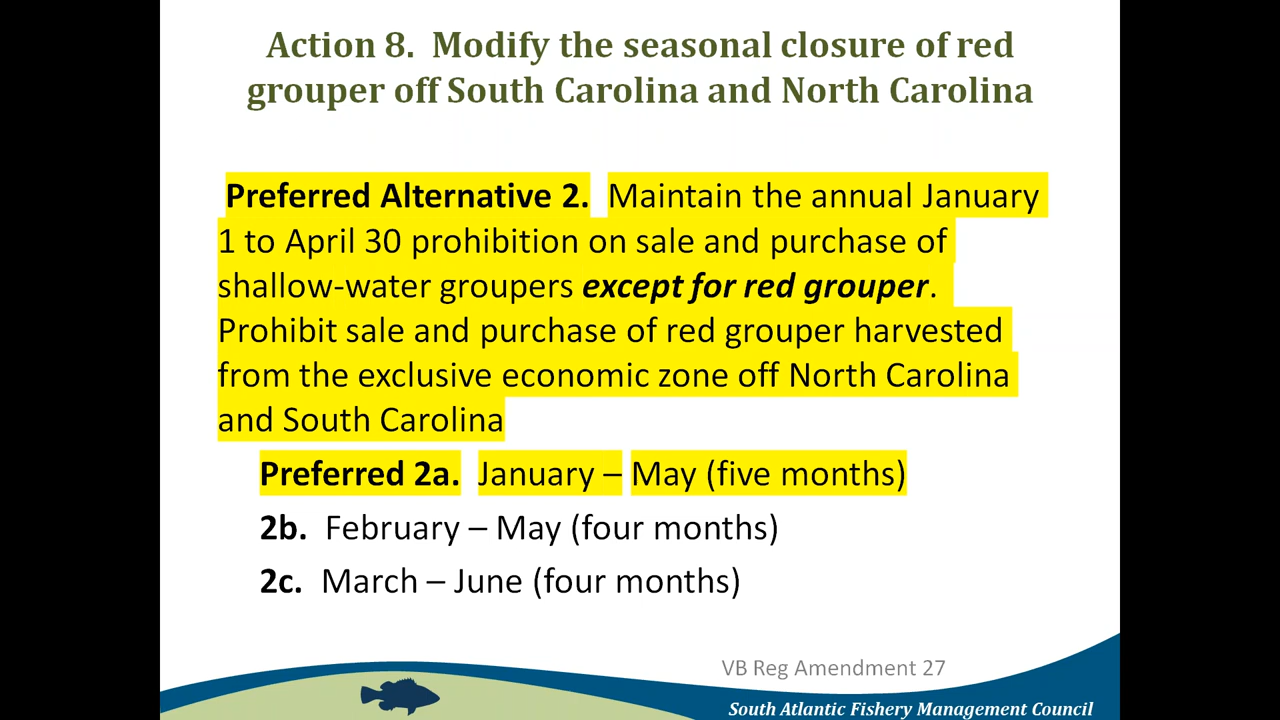 Action 8.  Modify the seasonal closure of red
grouper off South Carolina and North Carolina
Preferred Alternative 2.  Maintain the annual January
1 to April 30 prohibition on sale and purchase of
shallow-water groupers except for red grouper.
Prohibit sale and purchase of red grouper harvested
from the exclusive economic zone off North Carolina
and South Carolina
Preferred 2a.  January – May (five months)
2b.  February – May (four months)
2c.  March – June (four months)
VB Reg Amendment 27
South Atlantic Fishery Management Council